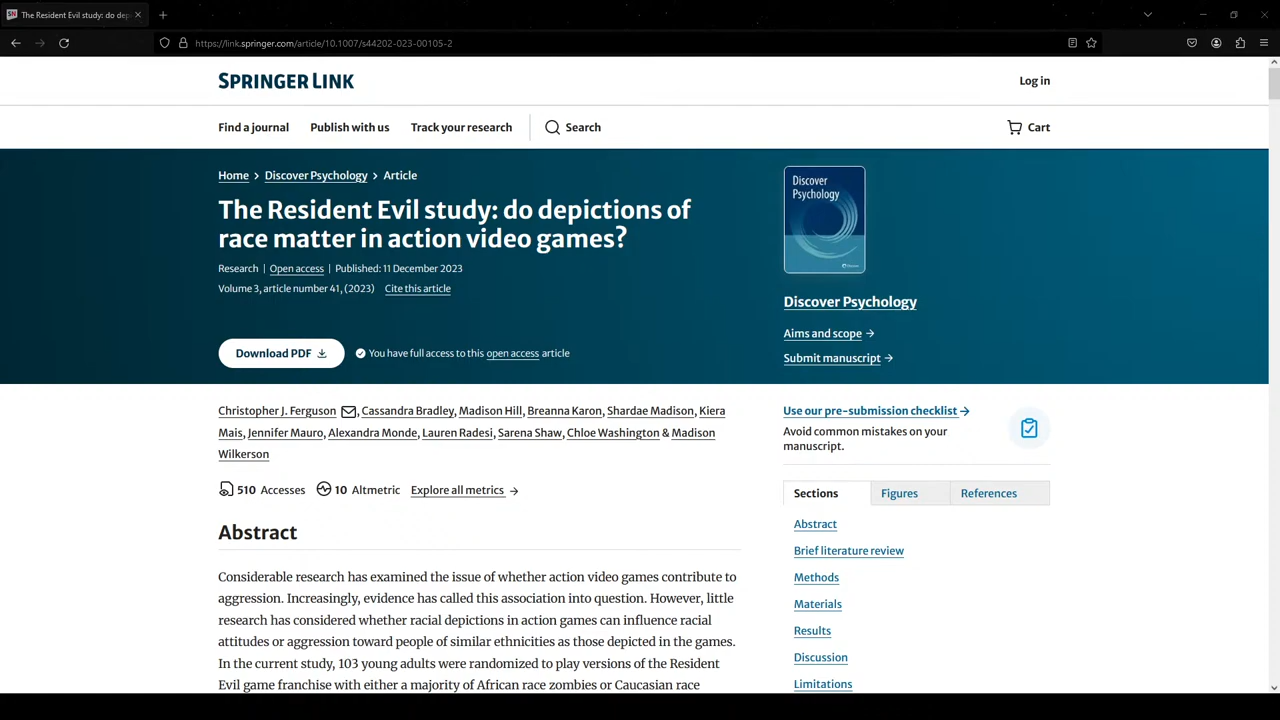 The Resident Evil study: do dep
https://link.springer.com/article/10.1007/s44202-023-00105-2
SPRINGER LINK
Log in
Find a journal
Publish with us
Track your research
Search
Cart
Home > Discover Psychology > Article
The Resident Evil study: do depictions of
race matter in action video games?
Research | Open access | Published: 11 December 2023
Volume 3, article number 41, (2023) Cite this article
Download PDF
You have full access to this open access article
Discover
Psychology
Discover Psychology
Aims and scope →
Submit manuscript →
Christopher J. Ferguson, Cassandra Bradley, Madison Hill, Breanna Karon, Shardae Madison, Kiera
Mais, Jennifer Mauro, Alexandra Monde, Lauren Radesi, Sarena Shaw, Chloe Washington & Madison
Wilkerson
510 Accesses 10 Altmetric Explore all metrics →
Abstract
Considerable research has examined the issue of whether action video games contribute to
aggression. Increasingly, evidence has called this association into question. However, little
research has considered whether racial depictions in action games can influence racial
attitudes or aggression toward people of similar ethnicities as those depicted in the games.
In the current study, 103 young adults were randomized to play versions of the Resident
Evil game franchise with either a majority of African race zombies or Caucasian race
Use our pre-submission checklist →
Avoid common mistakes on your
manuscript.
Sections
Figures
References
Abstract
Brief literature review
Methods
Materials
Results
Discussion
Limitations